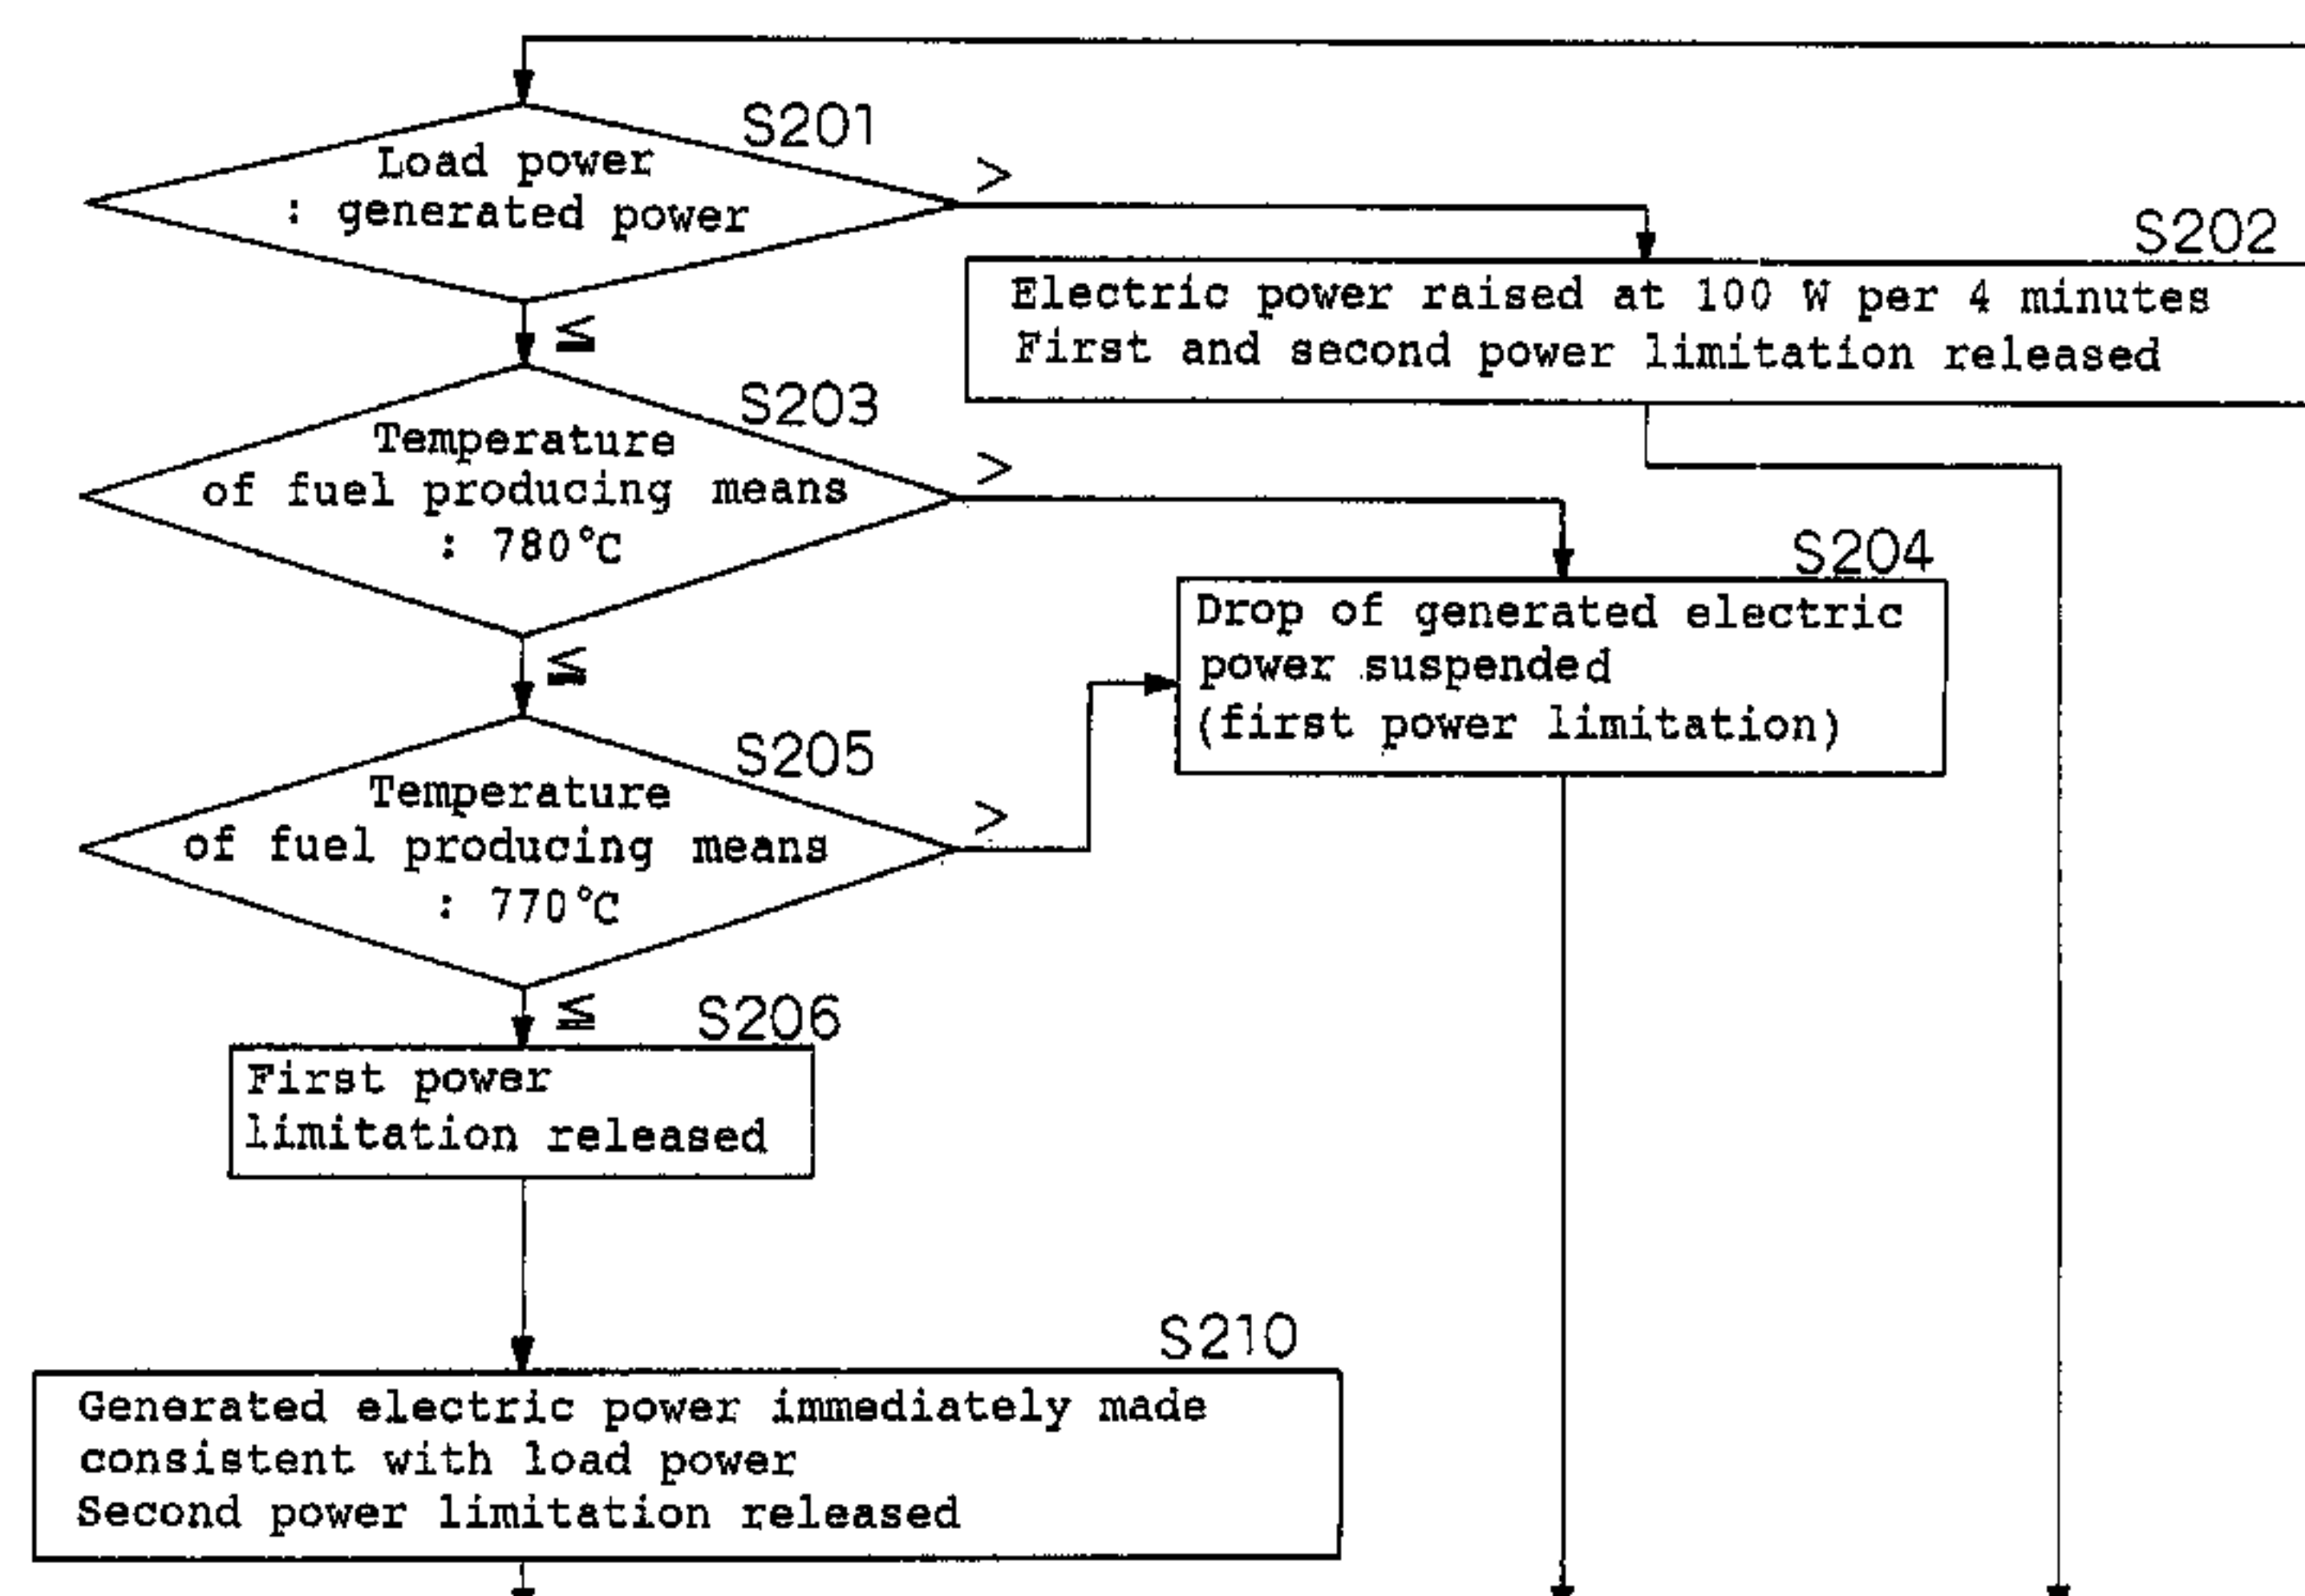 S201
Load power
: generated power
>
≦
S202
Electric power raised at 100 W per 4 minutes
First and second power limitation released
S203
Temperature
of fuel producing means
: 780°C
>
≦
S204
Drop of generated electric
power suspended
(first power limitation)
S205
Temperature
of fuel producing means
: 770°C
>
≦
S206
First power
limitation released
S210
Generated electric power immediately made
consistent with load power
Second power limitation released